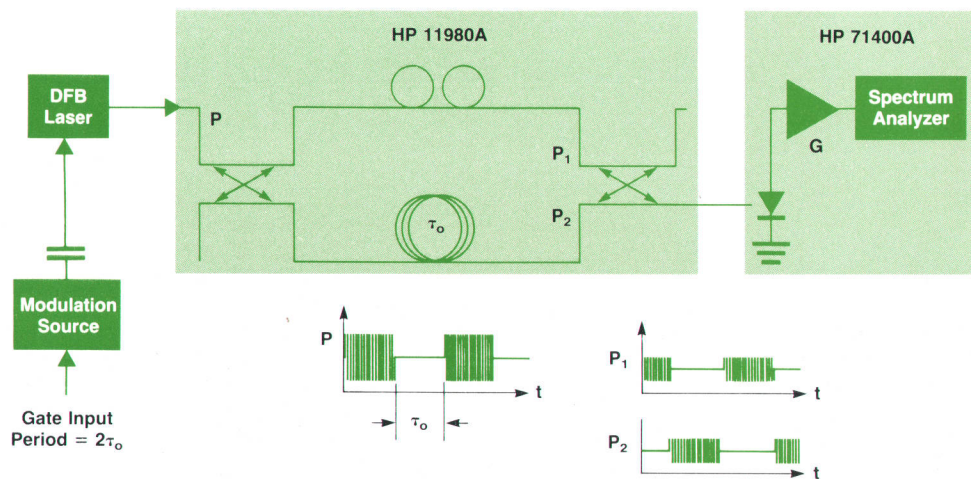 HP 11980A
HP 71400A
DFB
Laser
P
P1
P2
τo
G
Spectrum
Analyzer
Modulation
Source
Gate Input
Period = 2τo
P
t
τo
P1
t
P2
t